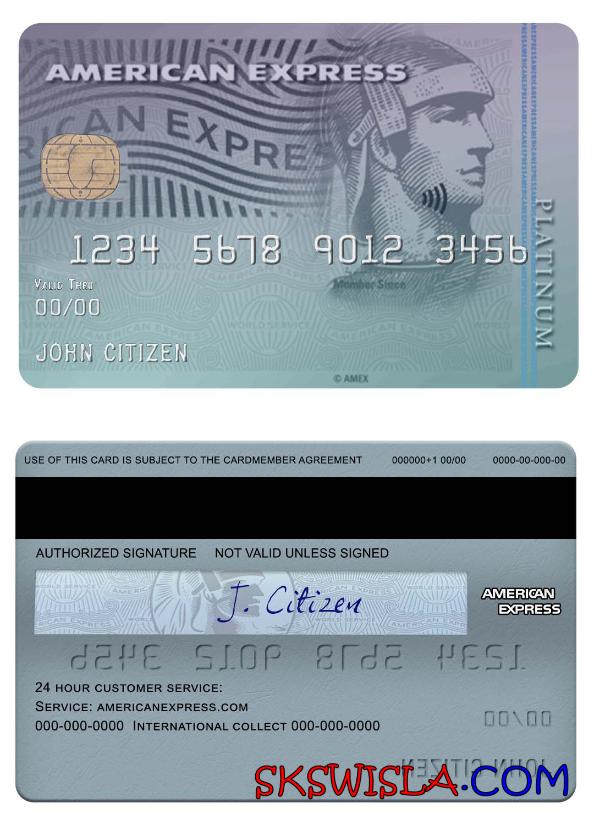 AMERICAN EXPRESS
AN EXPRES
PLATINUM
1234 5678 9012 3456
Member Since
VALID THRU
00/00
JOHN CITIZEN
© AMEX
USE OF THIS CARD IS SUBJECT TO THE CARDMEMBER AGREEMENT 000000+1 00/00 0000-00-000-00
AUTHORIZED SIGNATURE NOT VALID UNLESS SIGNED
J. Citizen
AMERICAN
EXPRESS
24 HOUR CUSTOMER SERVICE:
SERVICE: AMERICANEXPRESS.COM
000-000-0000 INTERNATIONAL COLLECT 000-000-0000
00/00
JOHN CITIZEN
SKSWISLA.COM